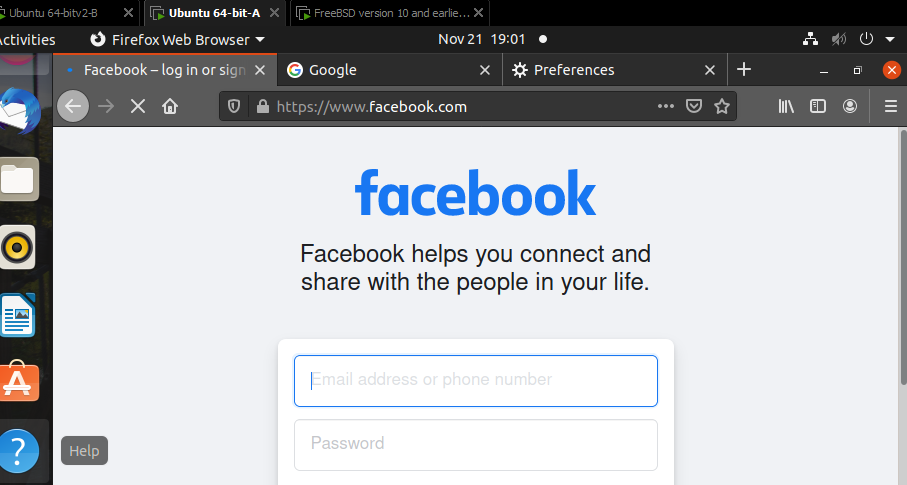 Ubuntu 64-bitv2-B
Ubuntu 64-bit-A
FreeBSD version 10 and earlie...
ctivities
Firefox Web Browser
Nov 21 19:01
Facebook – log in or sign
Google
Preferences
https://www.facebook.com
facebook
Facebook helps you connect and
share with the people in your life.
Email address or phone number
Password
Help